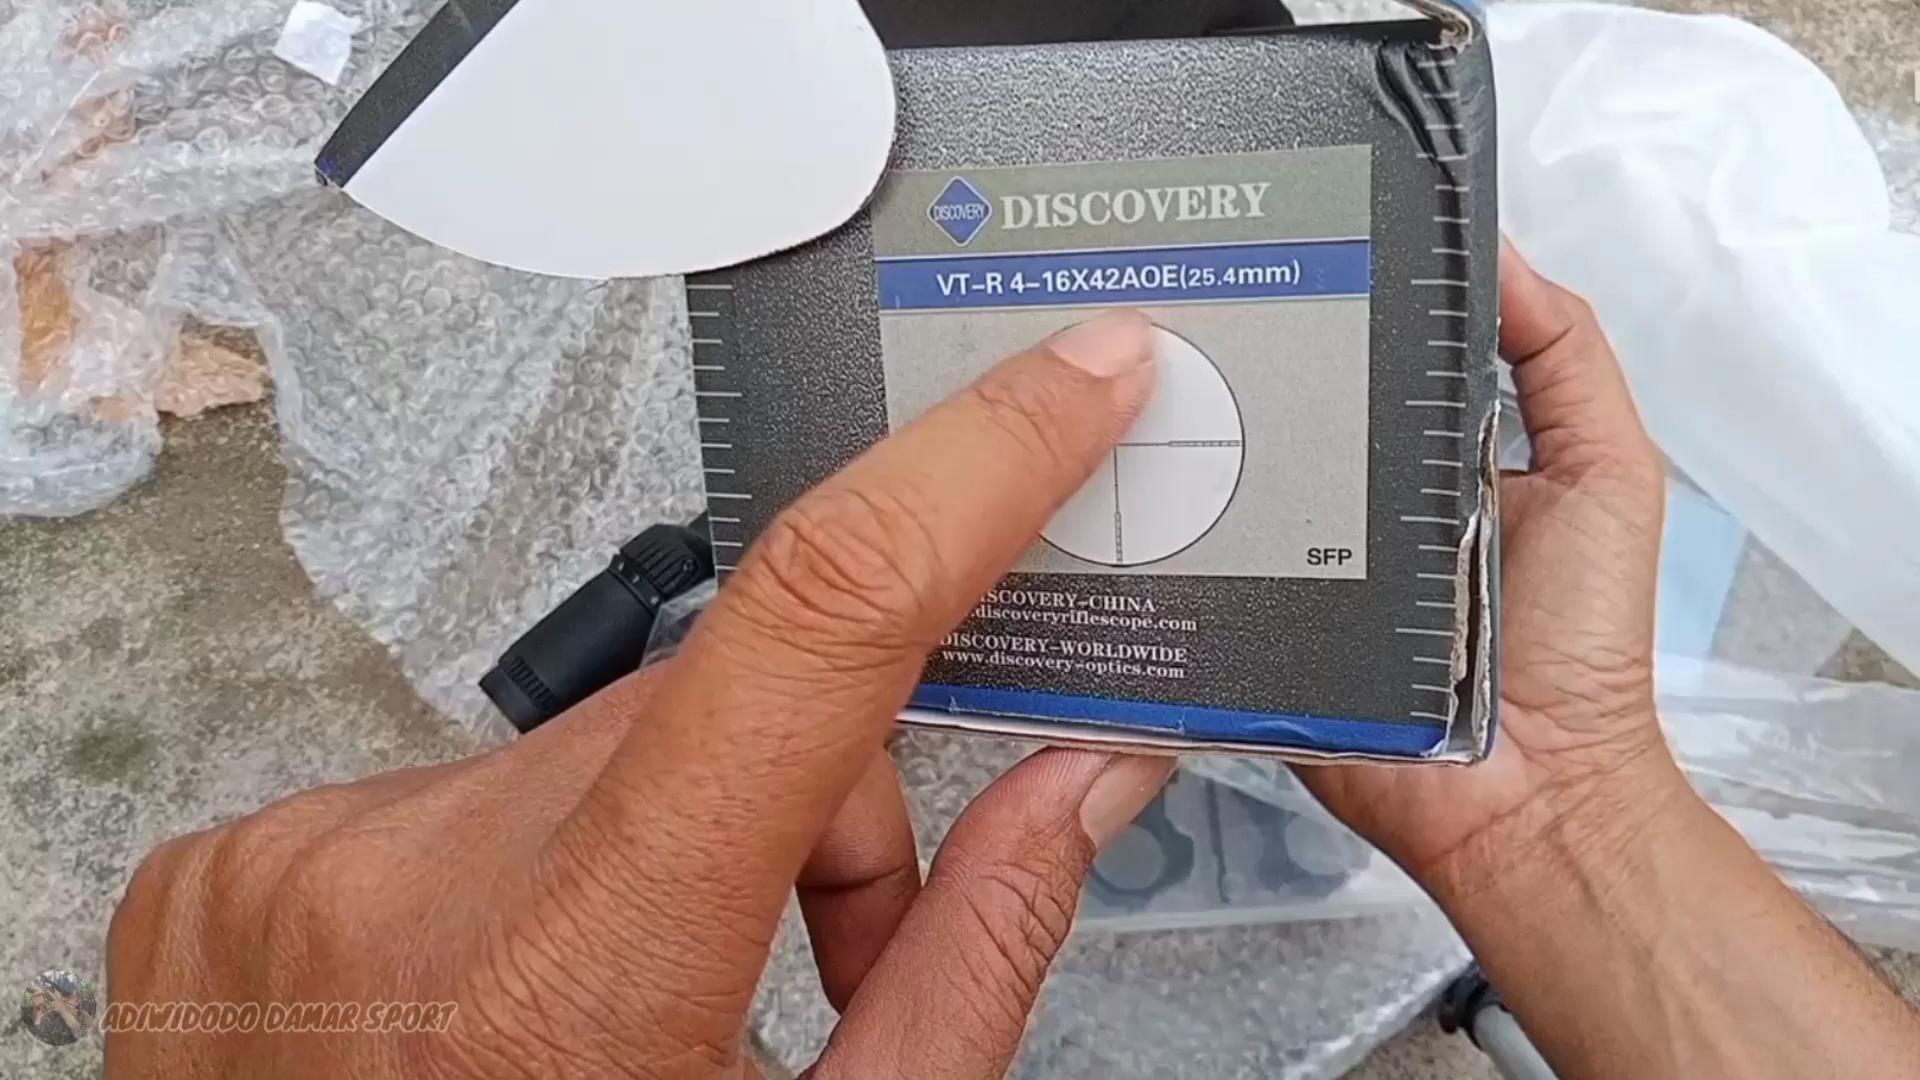 DISCOVERY
DISCOVERY
VT-R 4-16X42AOE(25.4mm)
SFP
DISCOVERY-CHINA
.discoveryriflescope.com
DISCOVERY-WORLDWIDE
www.discovery-optics.com
ADIWIDODO DAMAR SPORT